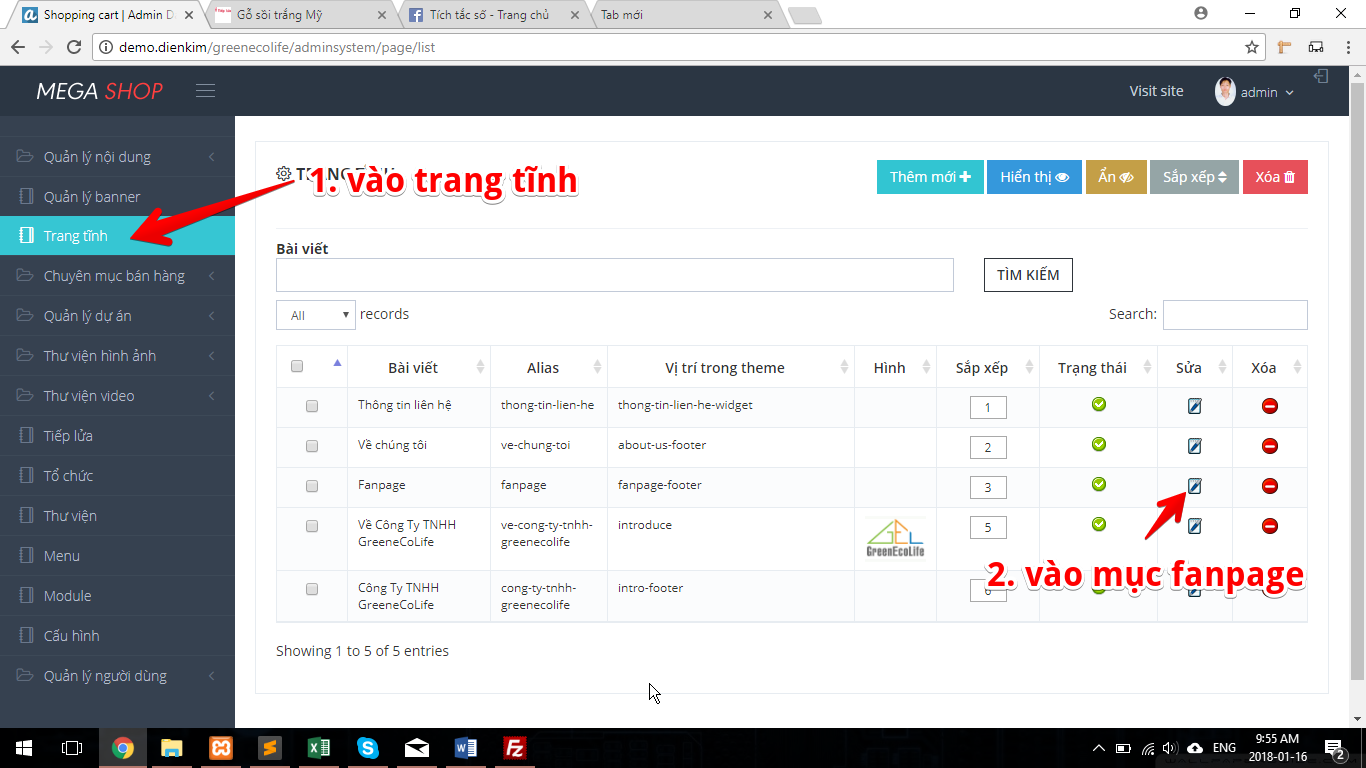 Shopping cart | Admin D
Gỗ sồi trắng Mỹ
Tích tắc số - Trang chủ
Tab mới
demo.dienkim/greenecolife/adminsystem/page/list
MEGA SHOP
Visit site
admin
Quản lý nội dung
Quản lý banner
Trang tĩnh
Chuyên mục bán hàng
Quản lý dự án
Thư viện hình ảnh
Thư viện video
Tiếp lửa
Tổ chức
Thư viện
Menu
Module
Cấu hình
Quản lý người dùng
1. vào trang tĩnh
Thêm mới
Hiển thị
Ẩn
Sắp xếp
Xóa
Bài viết
TÌM KIẾM
All records
Search:
Bài viết Alias Vị trí trong theme Hình Sắp xếp Trạng thái Sửa Xóa
Thông tin liên hệ thong-tin-lien-he thong-tin-lien-he-widget 1
Về chúng tôi ve-chung-toi about-us-footer 2
Fanpage fanpage fanpage-footer 3
Về Công Ty TNHH GreenEcoLife ve-cong-ty-tnhh-greenecolife introduce GEL GreenEcoLife 5
Công Ty TNHH GreenEcoLife cong-ty-tnhh-greenecolife intro-footer
2. vào mục fanpage
Showing 1 to 5 of 5 entries
ENG
9:55 AM
2018-01-16
2